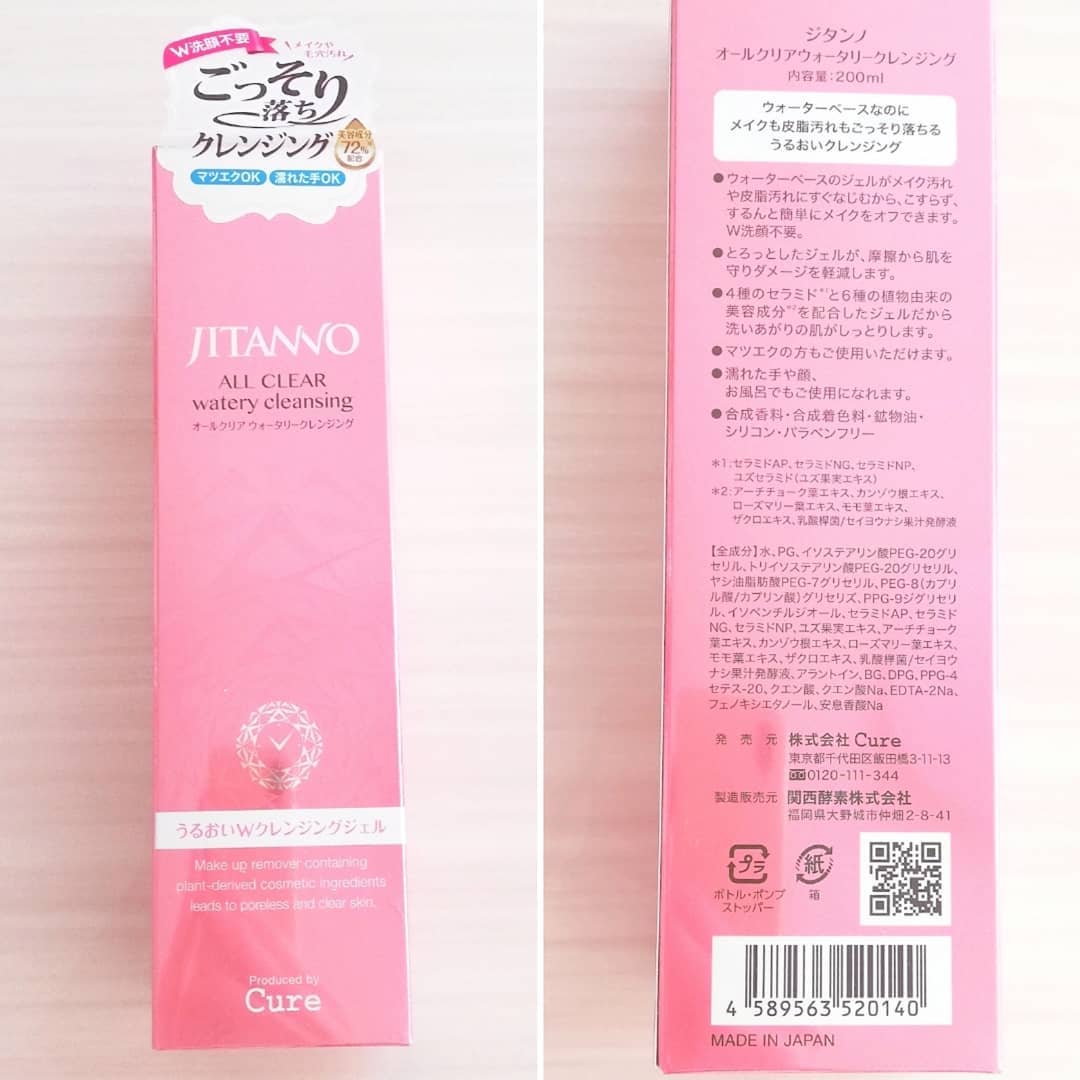 W洗顔不要
メイクや
毛穴汚れ
ごっそり
落ち
クレンジング
美容成分
72%
配合
マツエクOK 濡れた手OK
JITANNO
ALL CLEAR
watery cleansing
オールクリア ウォータリークレンジング
うるおいWクレンジングジェル
Make up remover containing
plant-derived cosmetic ingredients
leads to poreless and clear skin.
Produced by
Cure
ジタンノ
オールクリアウォータリークレンジング
内容量:200ml
ウォーターベースなのに
メイクも皮脂汚れもごっそり落ちる
うるおいクレンジング
●ウォーターベースのジェルがメイク汚れ
や皮脂汚れにすぐなじむから、こすらず、
するんと簡単にメイクをオフできます。
W洗顔不要。
●とろっとしたジェルが、摩擦から肌を
守りダメージを軽減します。
●4種のセラミド*1と6種の植物由来の
美容成分*2を配合したジェルだから
洗いあがりの肌がしっとりします。
●マツエクの方もご使用いただけます。
●濡れた手や顔、
お風呂でもご使用になれます。
●合成香料・合成着色料・鉱物油・
シリコン・パラベンフリー
*1:セラミドAP、セラミドNG、セラミドNP、
ユズセラミド(ユズ果実エキス)
*2:アーチチョーク葉エキス、カンゾウ根エキス、
ローズマリー葉エキス、モモ葉エキス、
ザクロエキス、乳酸桿菌/セイヨウナシ果汁発酵液
【全成分】水、PG、イソステアリン酸PEG-20グリ
セリル、トリイソステアリン酸PEG-20グリセリル、
ヤシ油脂肪酸PEG-7グリセリル、PEG-8(カプリ
ル酸/カプリン酸)グリセリズ、PPG-9ジグリセリ
ル、イソペンチルジオール、セラミドAP、セラミド
NG、セラミドNP、ユズ果実エキス、アーチチョーク
葉エキス、カンゾウ根エキス、ローズマリー葉エキス、
モモ葉エキス、ザクロエキス、乳酸桿菌/セイヨウ
ナシ果汁発酵液、アラントイン、BG、DPG、PPG-4
セテス-20、クエン酸、クエン酸Na、EDTA-2Na、
フェノキシエタノール、安息香酸Na
発売元 株式会社Cure
東京都千代田区飯田橋3-11-13
0120-111-344
製造販売元 関西酵素株式会社
福岡県大野城市仲畑2-8-41
プラ 紙
ボトル・ポンプ 箱
ストッパー
4 589563 520140
MADE IN JAPAN